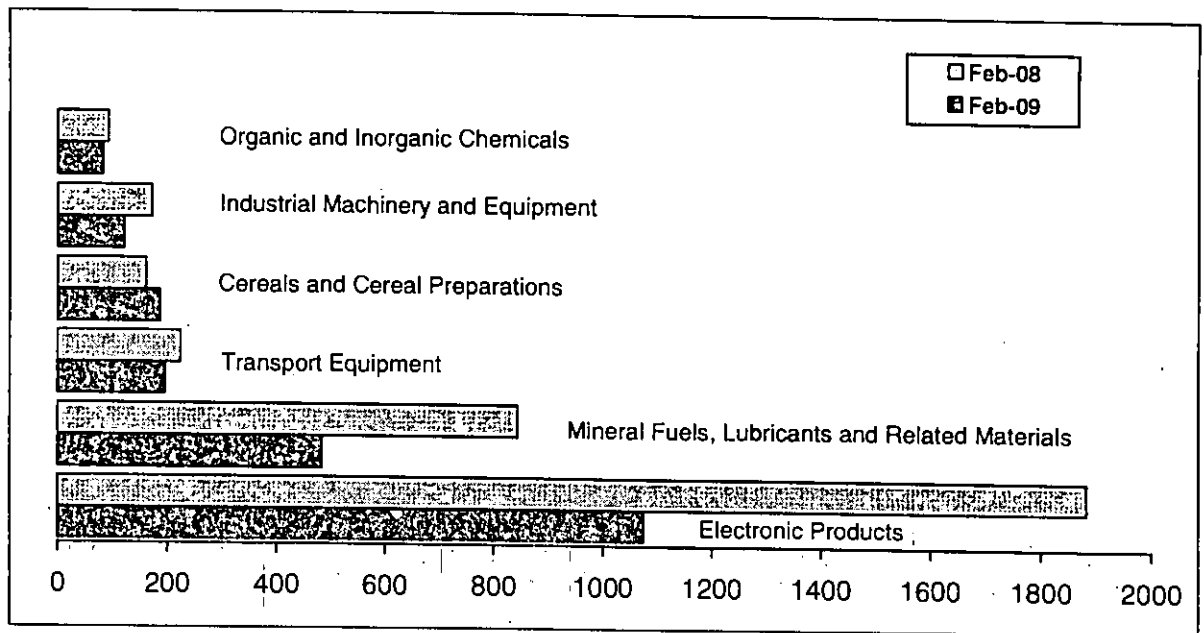 Feb-08
Feb-09
Organic and Inorganic Chemicals
Industrial Machinery and Equipment
Cereals and Cereal Preparations
Transport Equipment
Mineral Fuels, Lubricants and Related Materials
Electronic Products
0 200 400 600 800 1000 1200 1400 1600 1800 2000